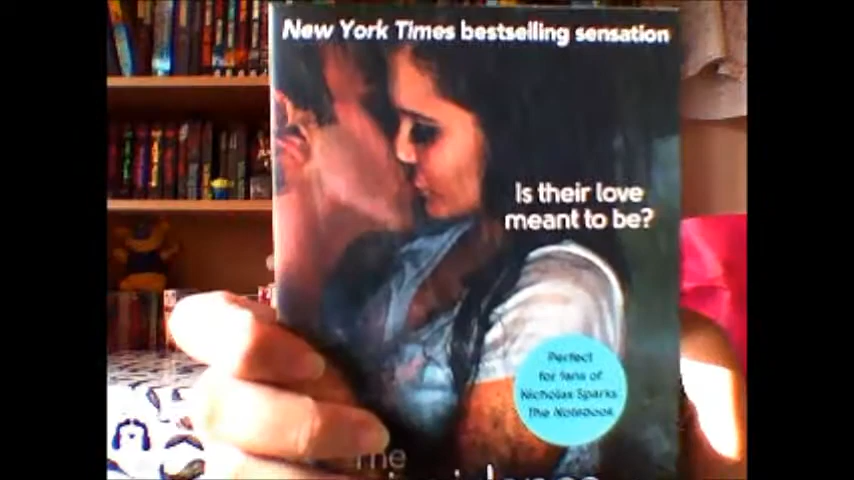 New York Times bestselling sensation
Is their love
meant to be?
Perfect
for fans of
Nicholas Sparks
The Notebook
The